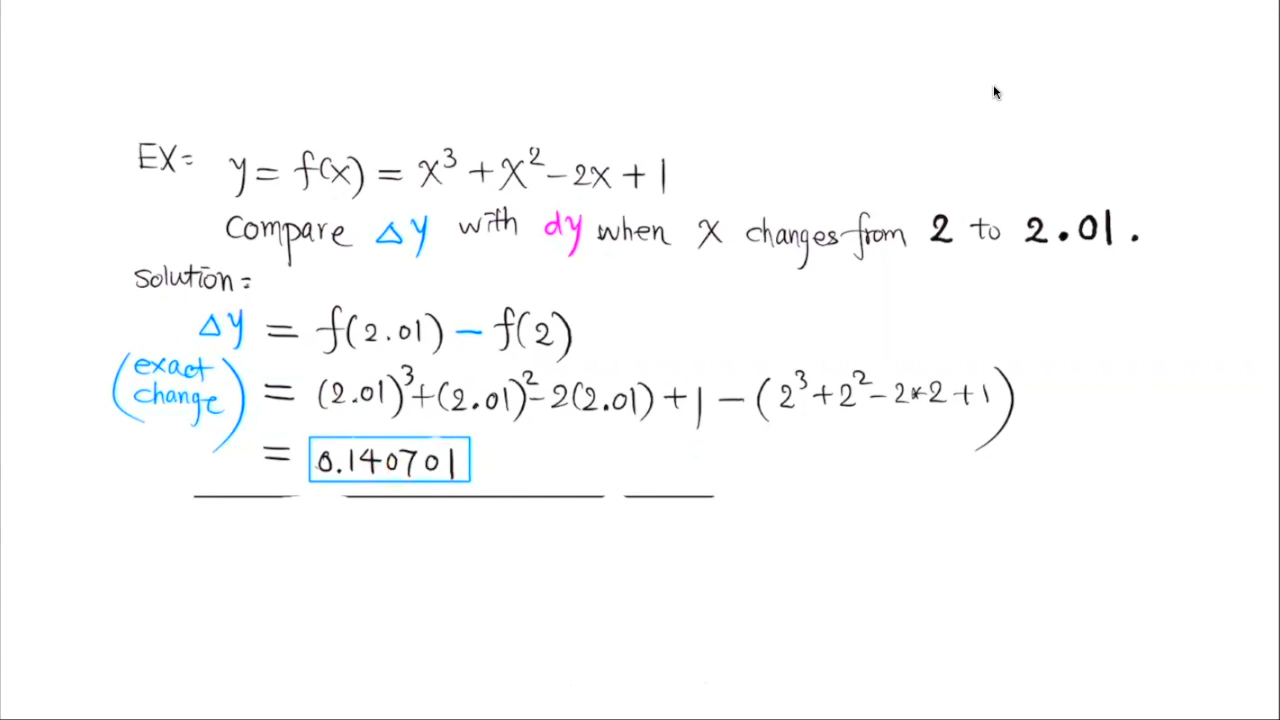 EX: y = f(x) = x³ + x² - 2x + 1
Compare Δy with dy when x changes from 2 to 2.01.
Solution:
Δy = f(2.01) - f(2)
(exact change) = (2.01)³+(2.01)²-2(2.01)+1-(2³+2²-2*2+1)
= 0.140701